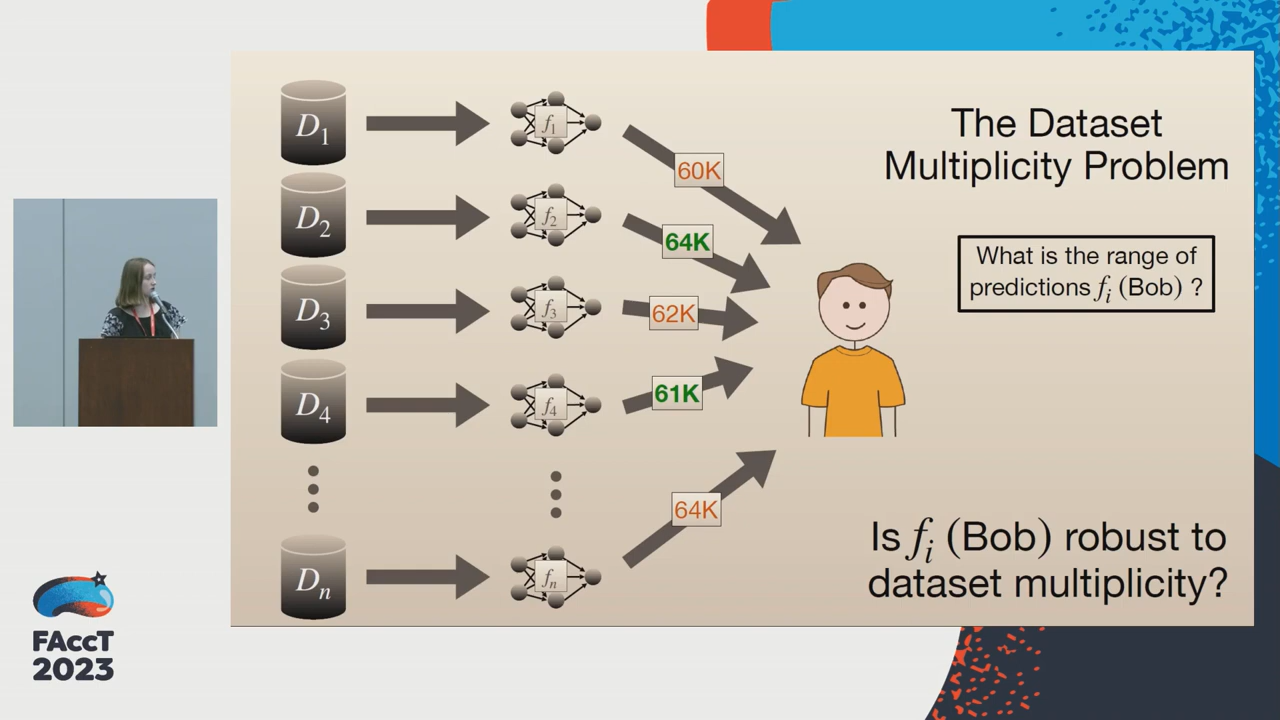 The Dataset
Multiplicity Problem
D1
f1
60K
D2
f2
64K
What is the range of
predictions fi (Bob) ?
D3
f3
62K
D4
f4
61K
Dn
fn
64K
Is fi (Bob) robust to
dataset multiplicity?
FAccT
2023